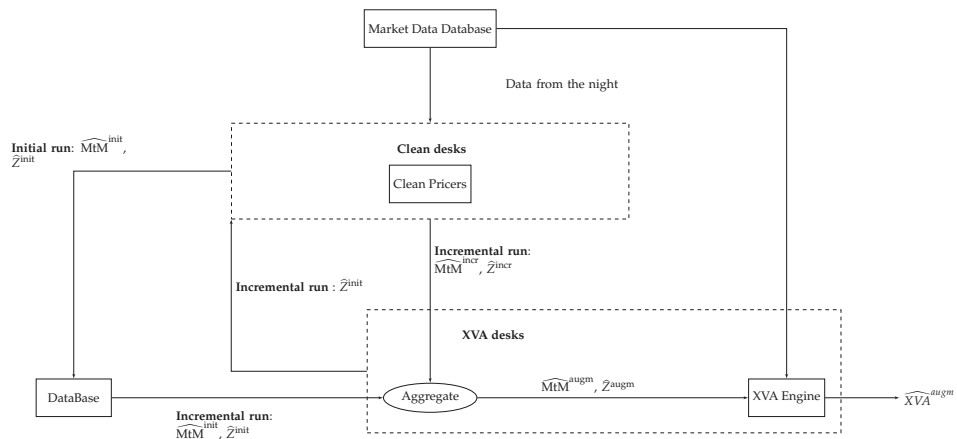 Market Data Database
Data from the night
Initial run: $\widehat{\text{MtM}}^{\text{init}}$,
$\widehat{Z}^{\text{init}}$
Clean desks
Clean Pricers
Incremental run:
$\widehat{\text{MtM}}^{\text{incr}}$, $\widehat{Z}^{\text{incr}}$
Incremental run : $\widehat{Z}^{\text{init}}$
XVA desks
DataBase
Aggregate
$\widehat{\text{MtM}}^{\text{augm}}$, $\widehat{Z}^{\text{augm}}$
XVA Engine
$\widehat{XVA}^{augm}$
Incremental run:
$\widehat{\text{MtM}}^{\text{init}}$, $\widehat{Z}^{\text{init}}$